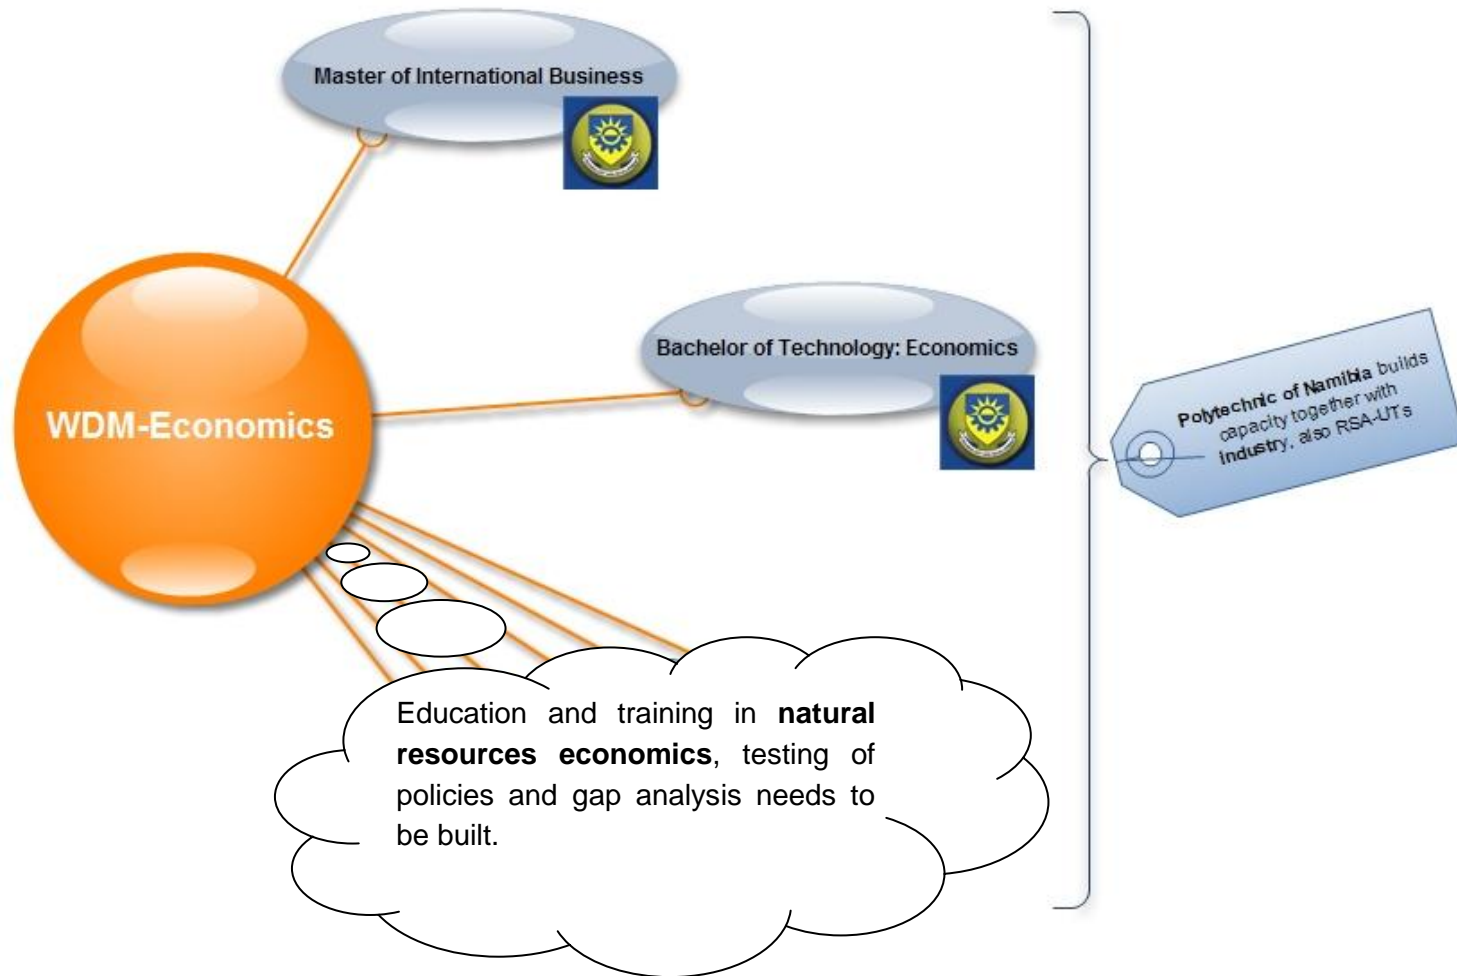 Master of International Business
Bachelor of Technology: Economics
WDM-Economics
Polytechnic of Namibia builds
capacity together with
industry, also RSA-UTs
Education and training in natural
resources economics, testing of
policies and gap analysis needs to
be built.